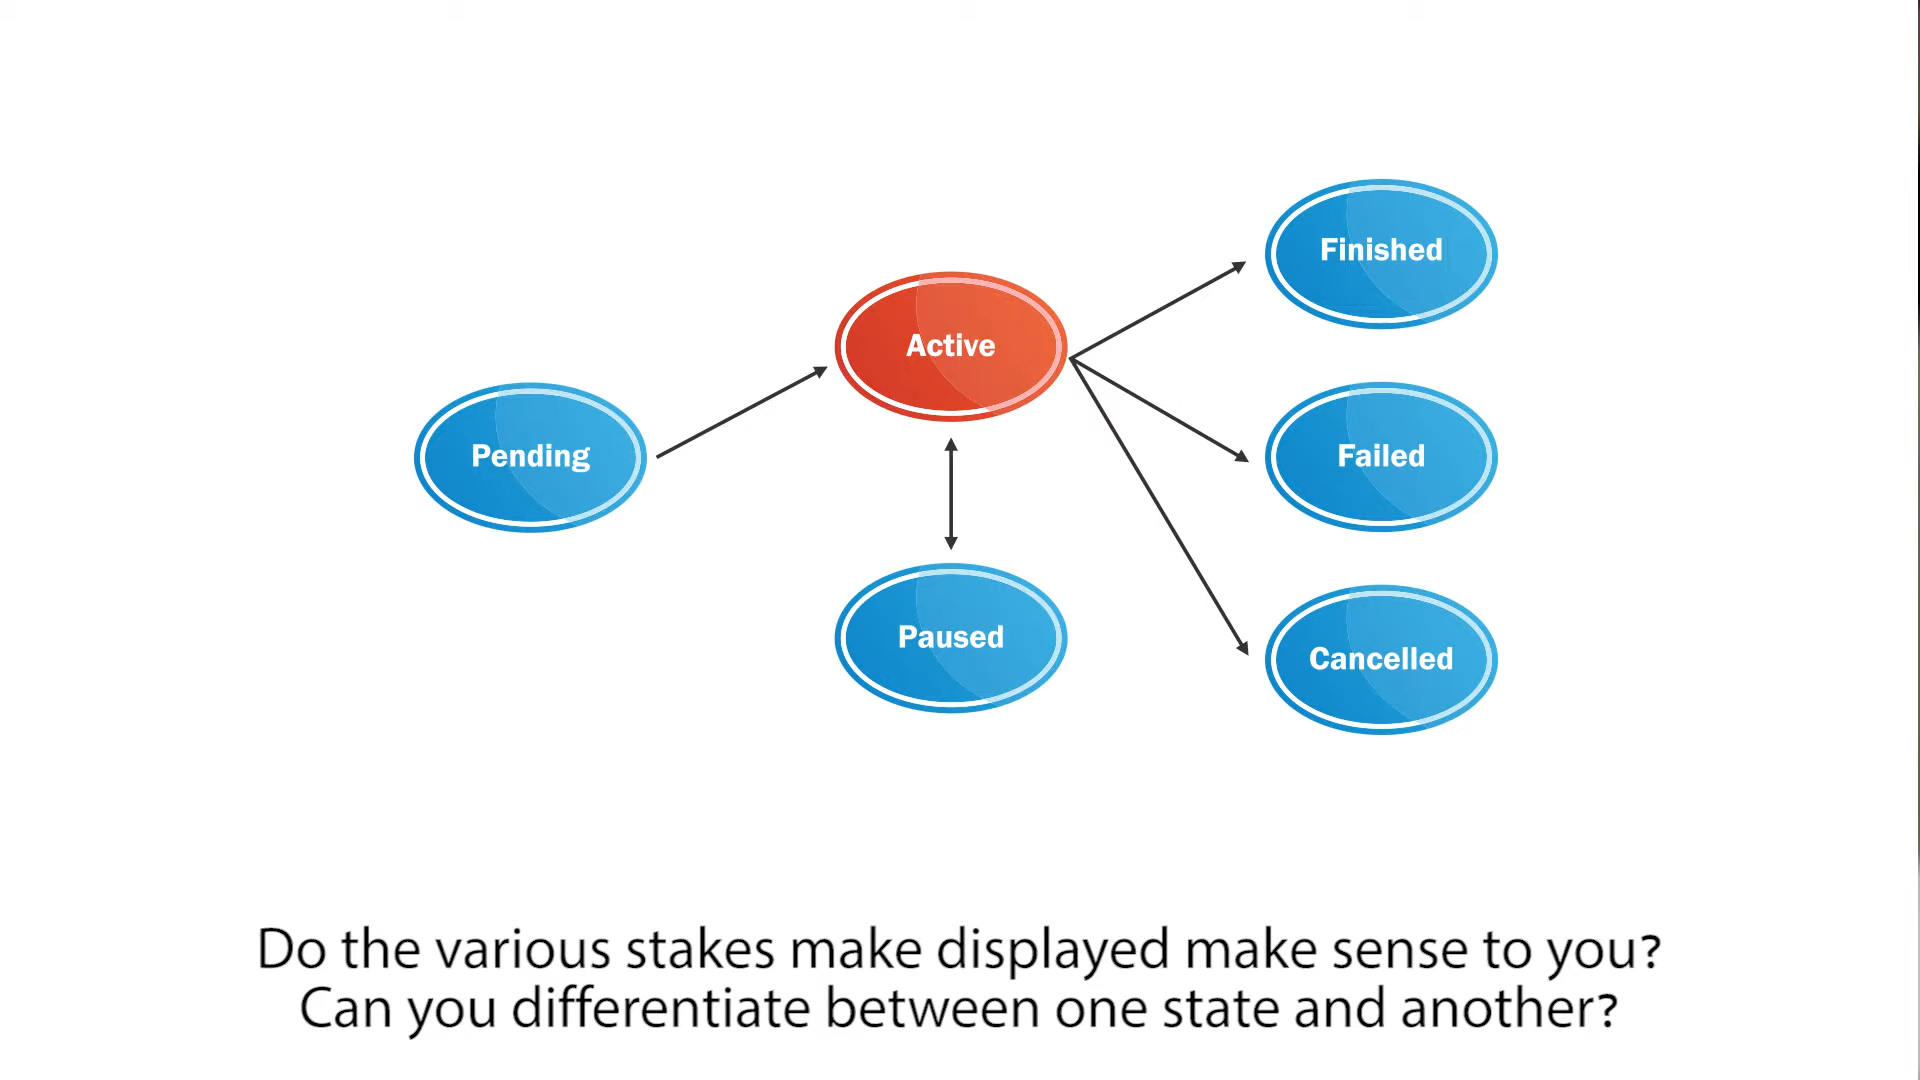 Finished
Active
Pending
Failed
Paused
Cancelled
Do the various stakes make displayed make sense to you?
Can you differentiate between one state and another?